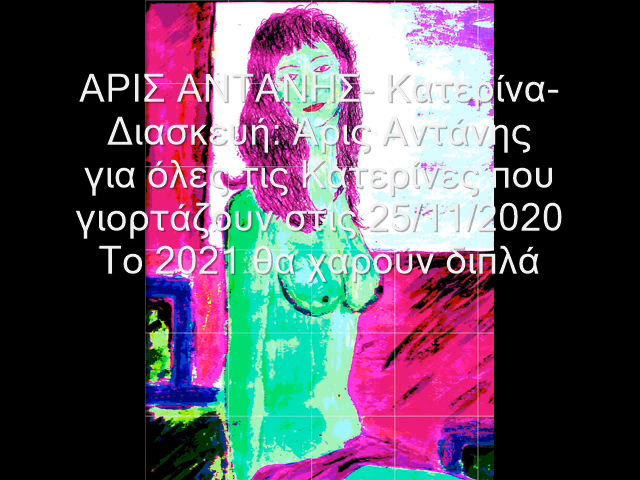 ΑΡΙΣ ΑΝΤΑΝΗΣ- Κατερίνα-
Διασκευή: Άρις Αντάνης
για όλες τις Κατερίνες που
γιορτάζουν στις 25/11/2020
Το 2021 θα χαρούν διπλά